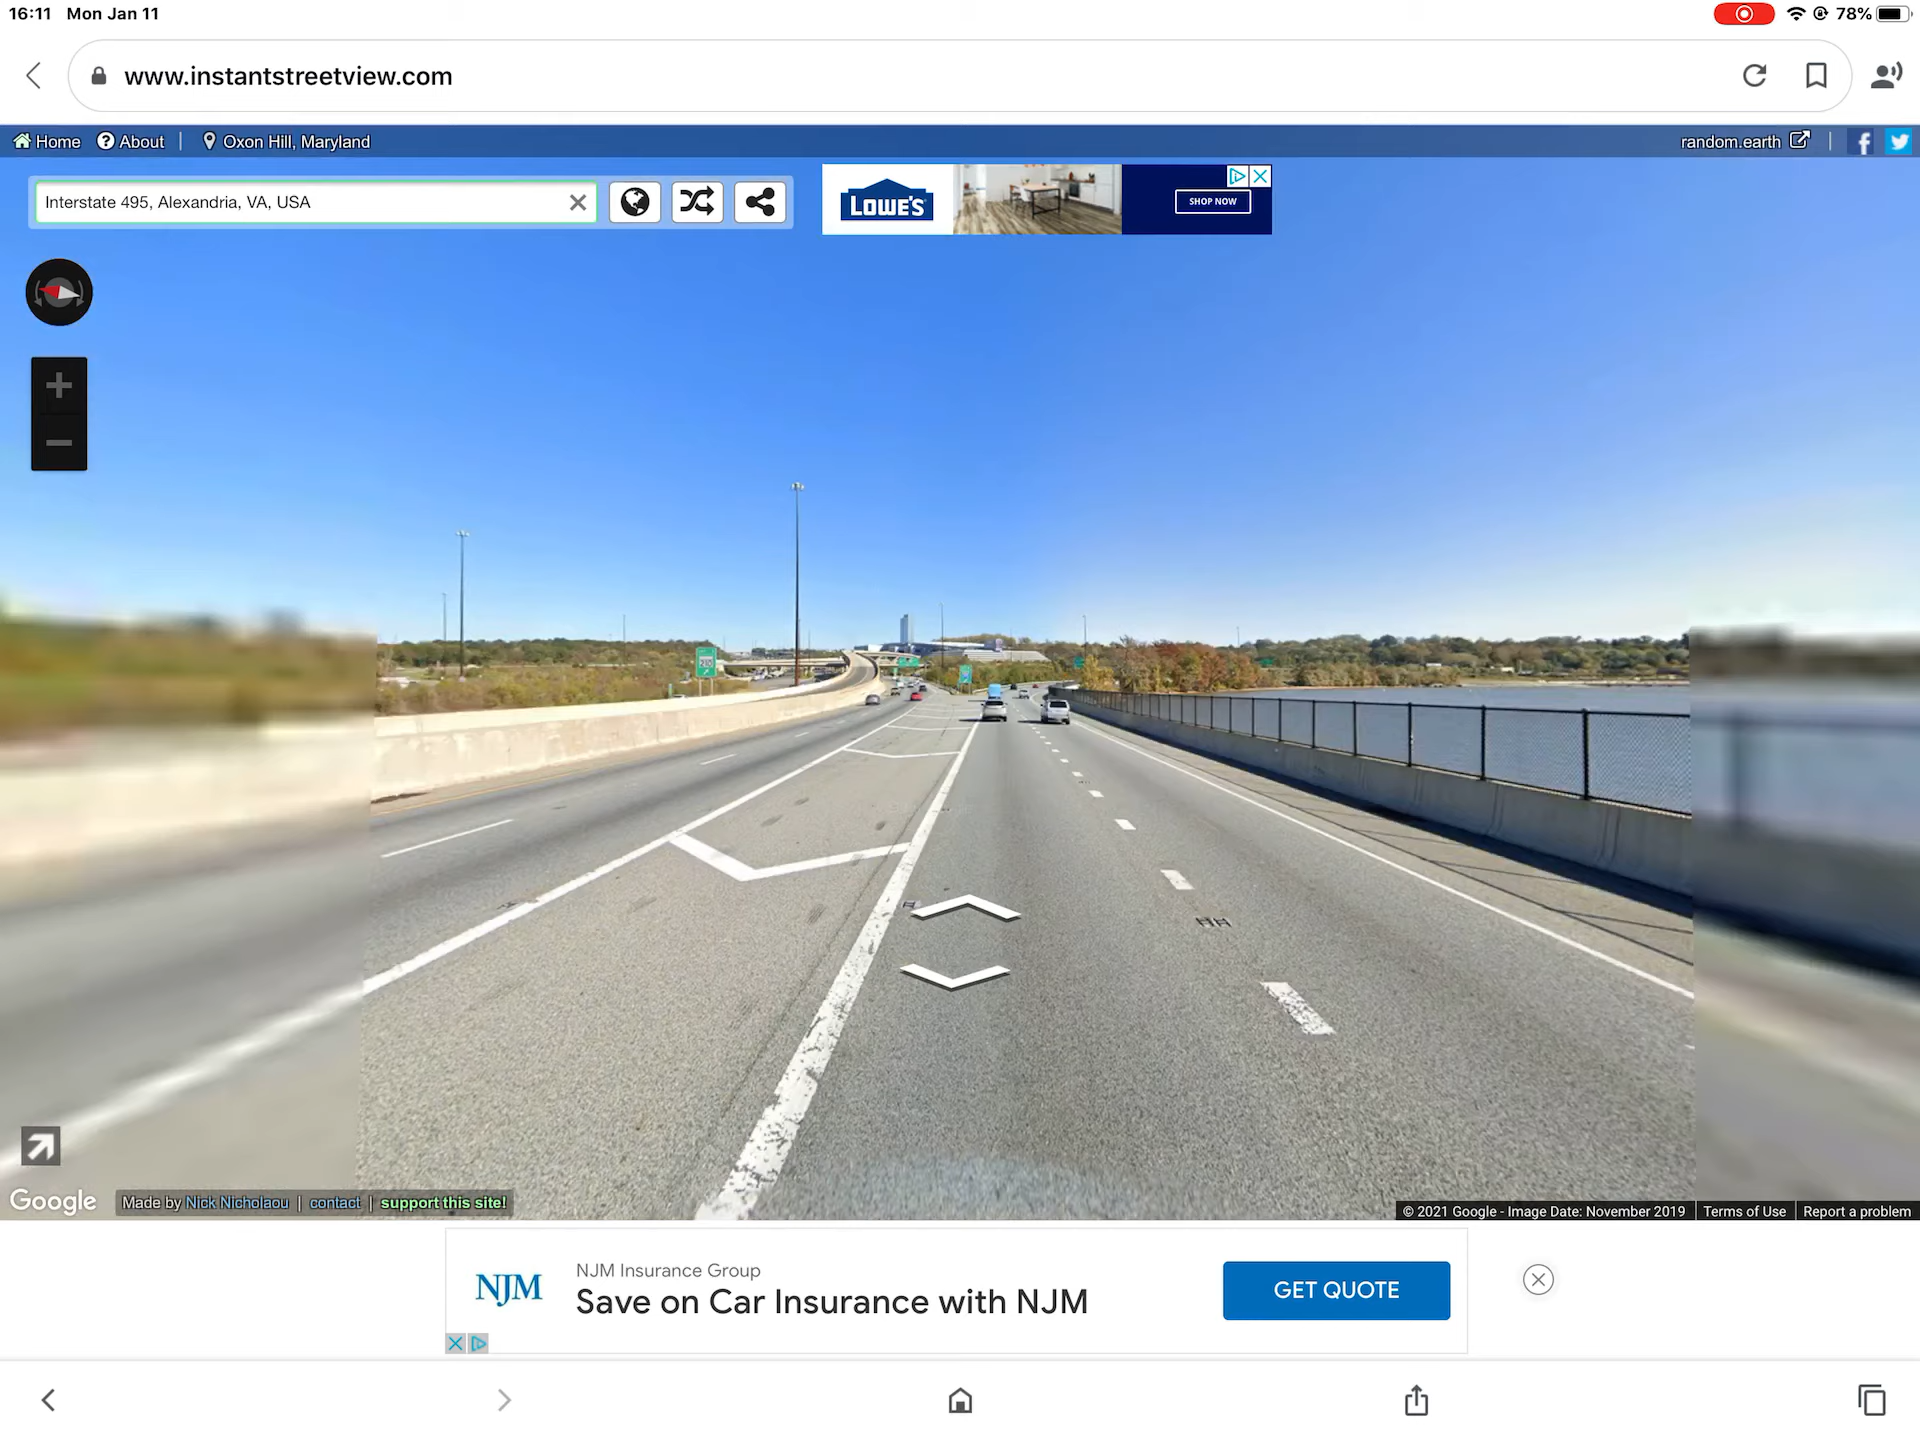 16:11 Mon Jan 11
78%
www.instantstreetview.com
Home
About
Oxon Hill, Maryland
random.earth
Interstate 495, Alexandria, VA, USA
LOWE'S
SHOP NOW
210
Google
Made by Nick Nicholaou | contact | support this site!
© 2021 Google - Image Date: November 2019
Terms of Use
Report a problem
NJM
NJM Insurance Group
Save on Car Insurance with NJM
GET QUOTE